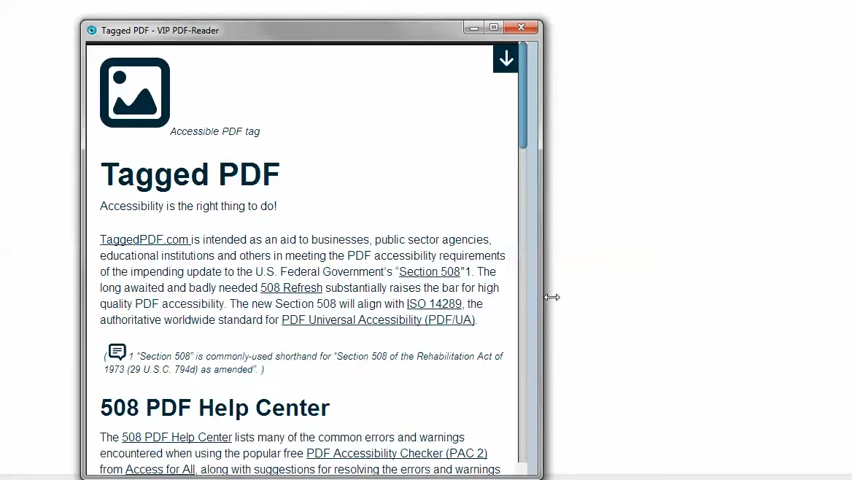 Tagged PDF - VIP PDF-Reader
Accessible PDF tag
Tagged PDF
Accessibility is the right thing to do!
TaggedPDF.com is intended as an aid to businesses, public sector agencies,
educational institutions and others in meeting the PDF accessibility requirements
of the impending update to the U.S. Federal Government's "Section 508"1. The
long awaited and badly needed 508 Refresh substantially raises the bar for high
quality PDF accessibility. The new Section 508 will align with ISO 14289, the
authoritative worldwide standard for PDF Universal Accessibility (PDF/UA).
( 1 "Section 508" is commonly-used shorthand for "Section 508 of the Rehabilitation Act of
1973 (29 U.S.C. 794d) as amended". )
508 PDF Help Center
The 508 PDF Help Center lists many of the common errors and warnings
encountered when using the popular free PDF Accessibility Checker (PAC 2)
from Access for All, along with suggestions for resolving the errors and warnings